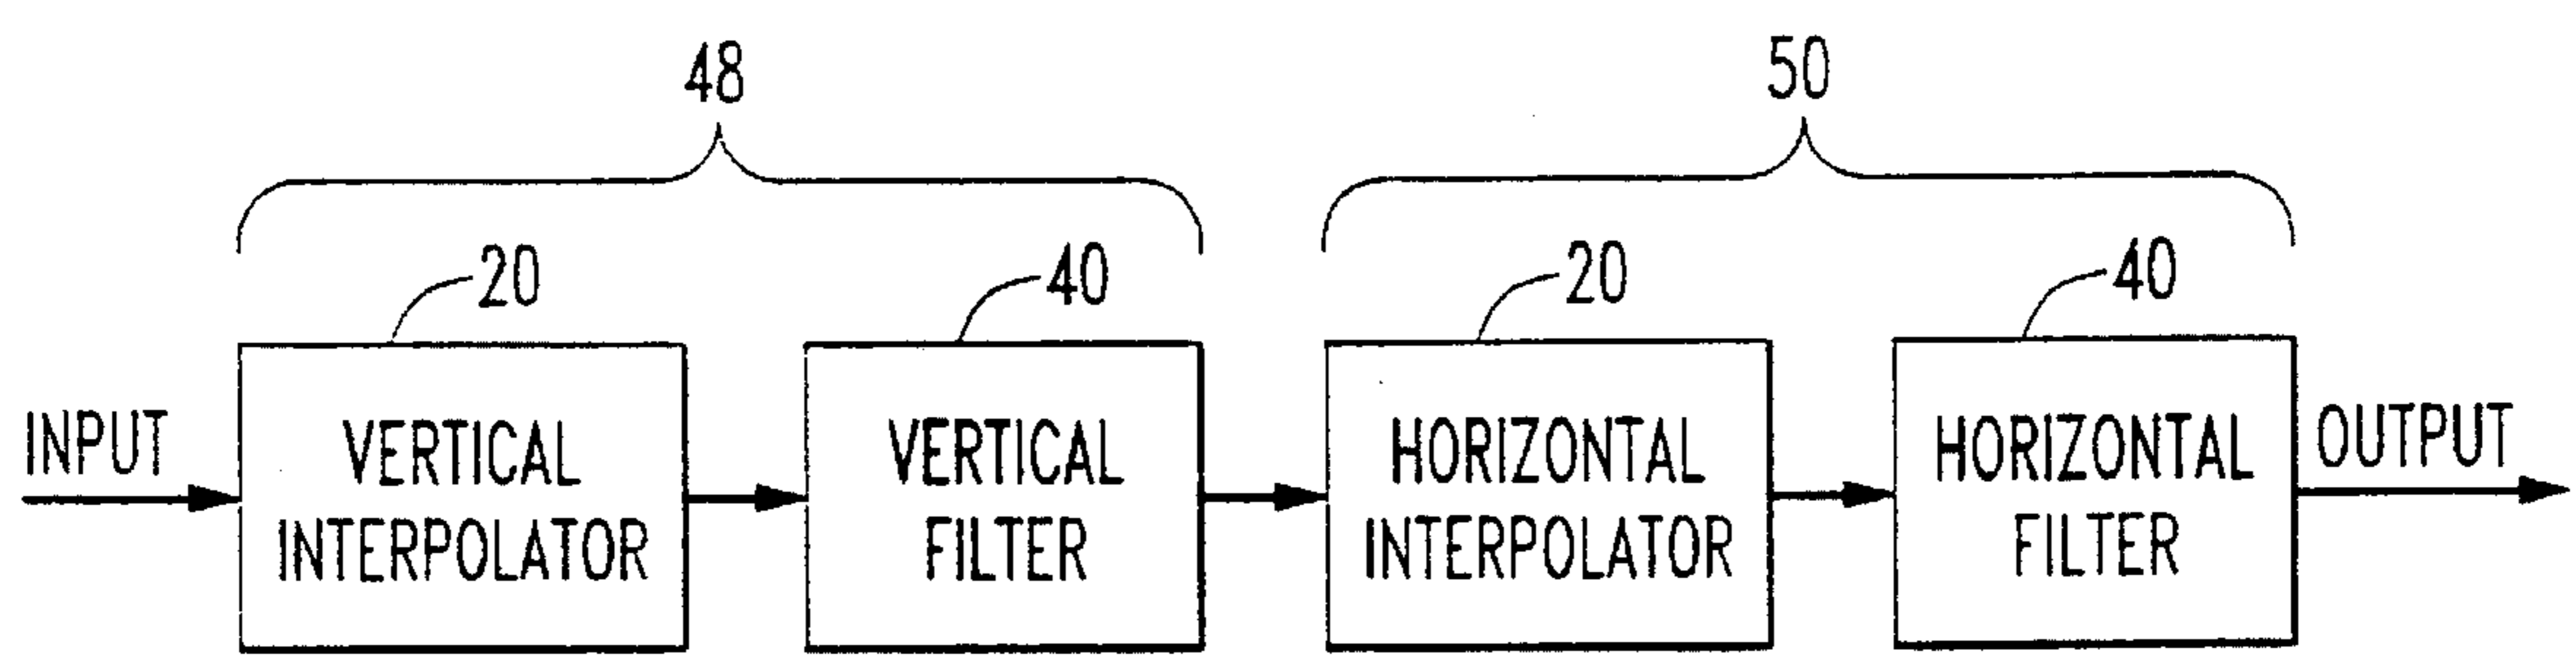 48
50
20
40
20
40
INPUT
VERTICAL
INTERPOLATOR
VERTICAL
FILTER
HORIZONTAL
INTERPOLATOR
HORIZONTAL
FILTER
OUTPUT